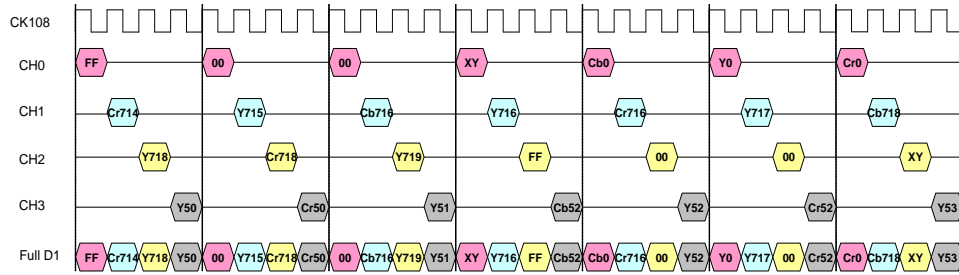 CK108
CH0 FF 00 00 XY Cb0 Y0 Cr0
CH1 Cr714 Y715 Cb716 Y716 Cr716 Y717 Cb718
CH2 Y718 Cr718 Y719 FF 00 00 XY
CH3 Y50 Cr50 Y51 Cb52 Y52 Cr52 Y53
Full D1 FF Cr714 Y718 Y50 00 Y715 Cr718 Cr50 00 Cb716 Y719 Y51 XY Y716 FF Cb52 Cb0 Cr716 00 Y52 Y0 Y717 00 Cr52 Cr0 Cb718 XY Y53